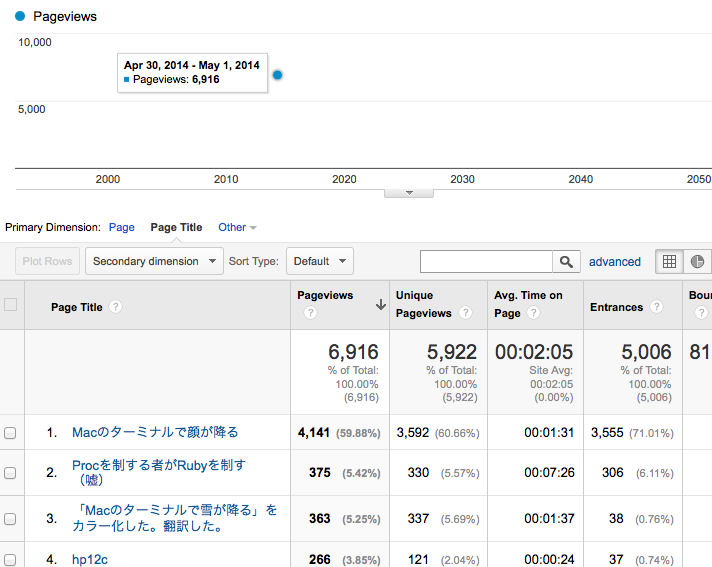 Pageviews
10,000
Apr 30, 2014 - May 1, 2014
Pageviews: 6,916
5,000
2000 2010 2020 2030 2040 2050
Primary Dimension: Page Page Title Other
Plot Rows Secondary dimension Sort Type: Default advanced
Page Title ? Pageviews ? Unique Pageviews ? Avg. Time on Page ? Entrances ? Bou ?
6,916 5,922 00:02:05 5,006 81
% of Total: % of Total: Site Avg: % of Total:
100.00% 100.00% 00:02:05 100.00%
(6,916) (5,922) (0.00%) (5,006)
1. Macのターミナルで顔が降る 4,141 (59.88%) 3,592 (60.66%) 00:01:31 3,555 (71.01%)
2. Procを制する者がRubyを制す
（嘘） 375 (5.42%) 330 (5.57%) 00:07:26 306 (6.11%)
3. 「Macのターミナルで雪が降る」を
カラー化した。翻訳した。 363 (5.25%) 337 (5.69%) 00:01:37 38 (0.76%)
4. hp12c 266 (3.85%) 121 (2.04%) 00:00:24 37 (0.74%)